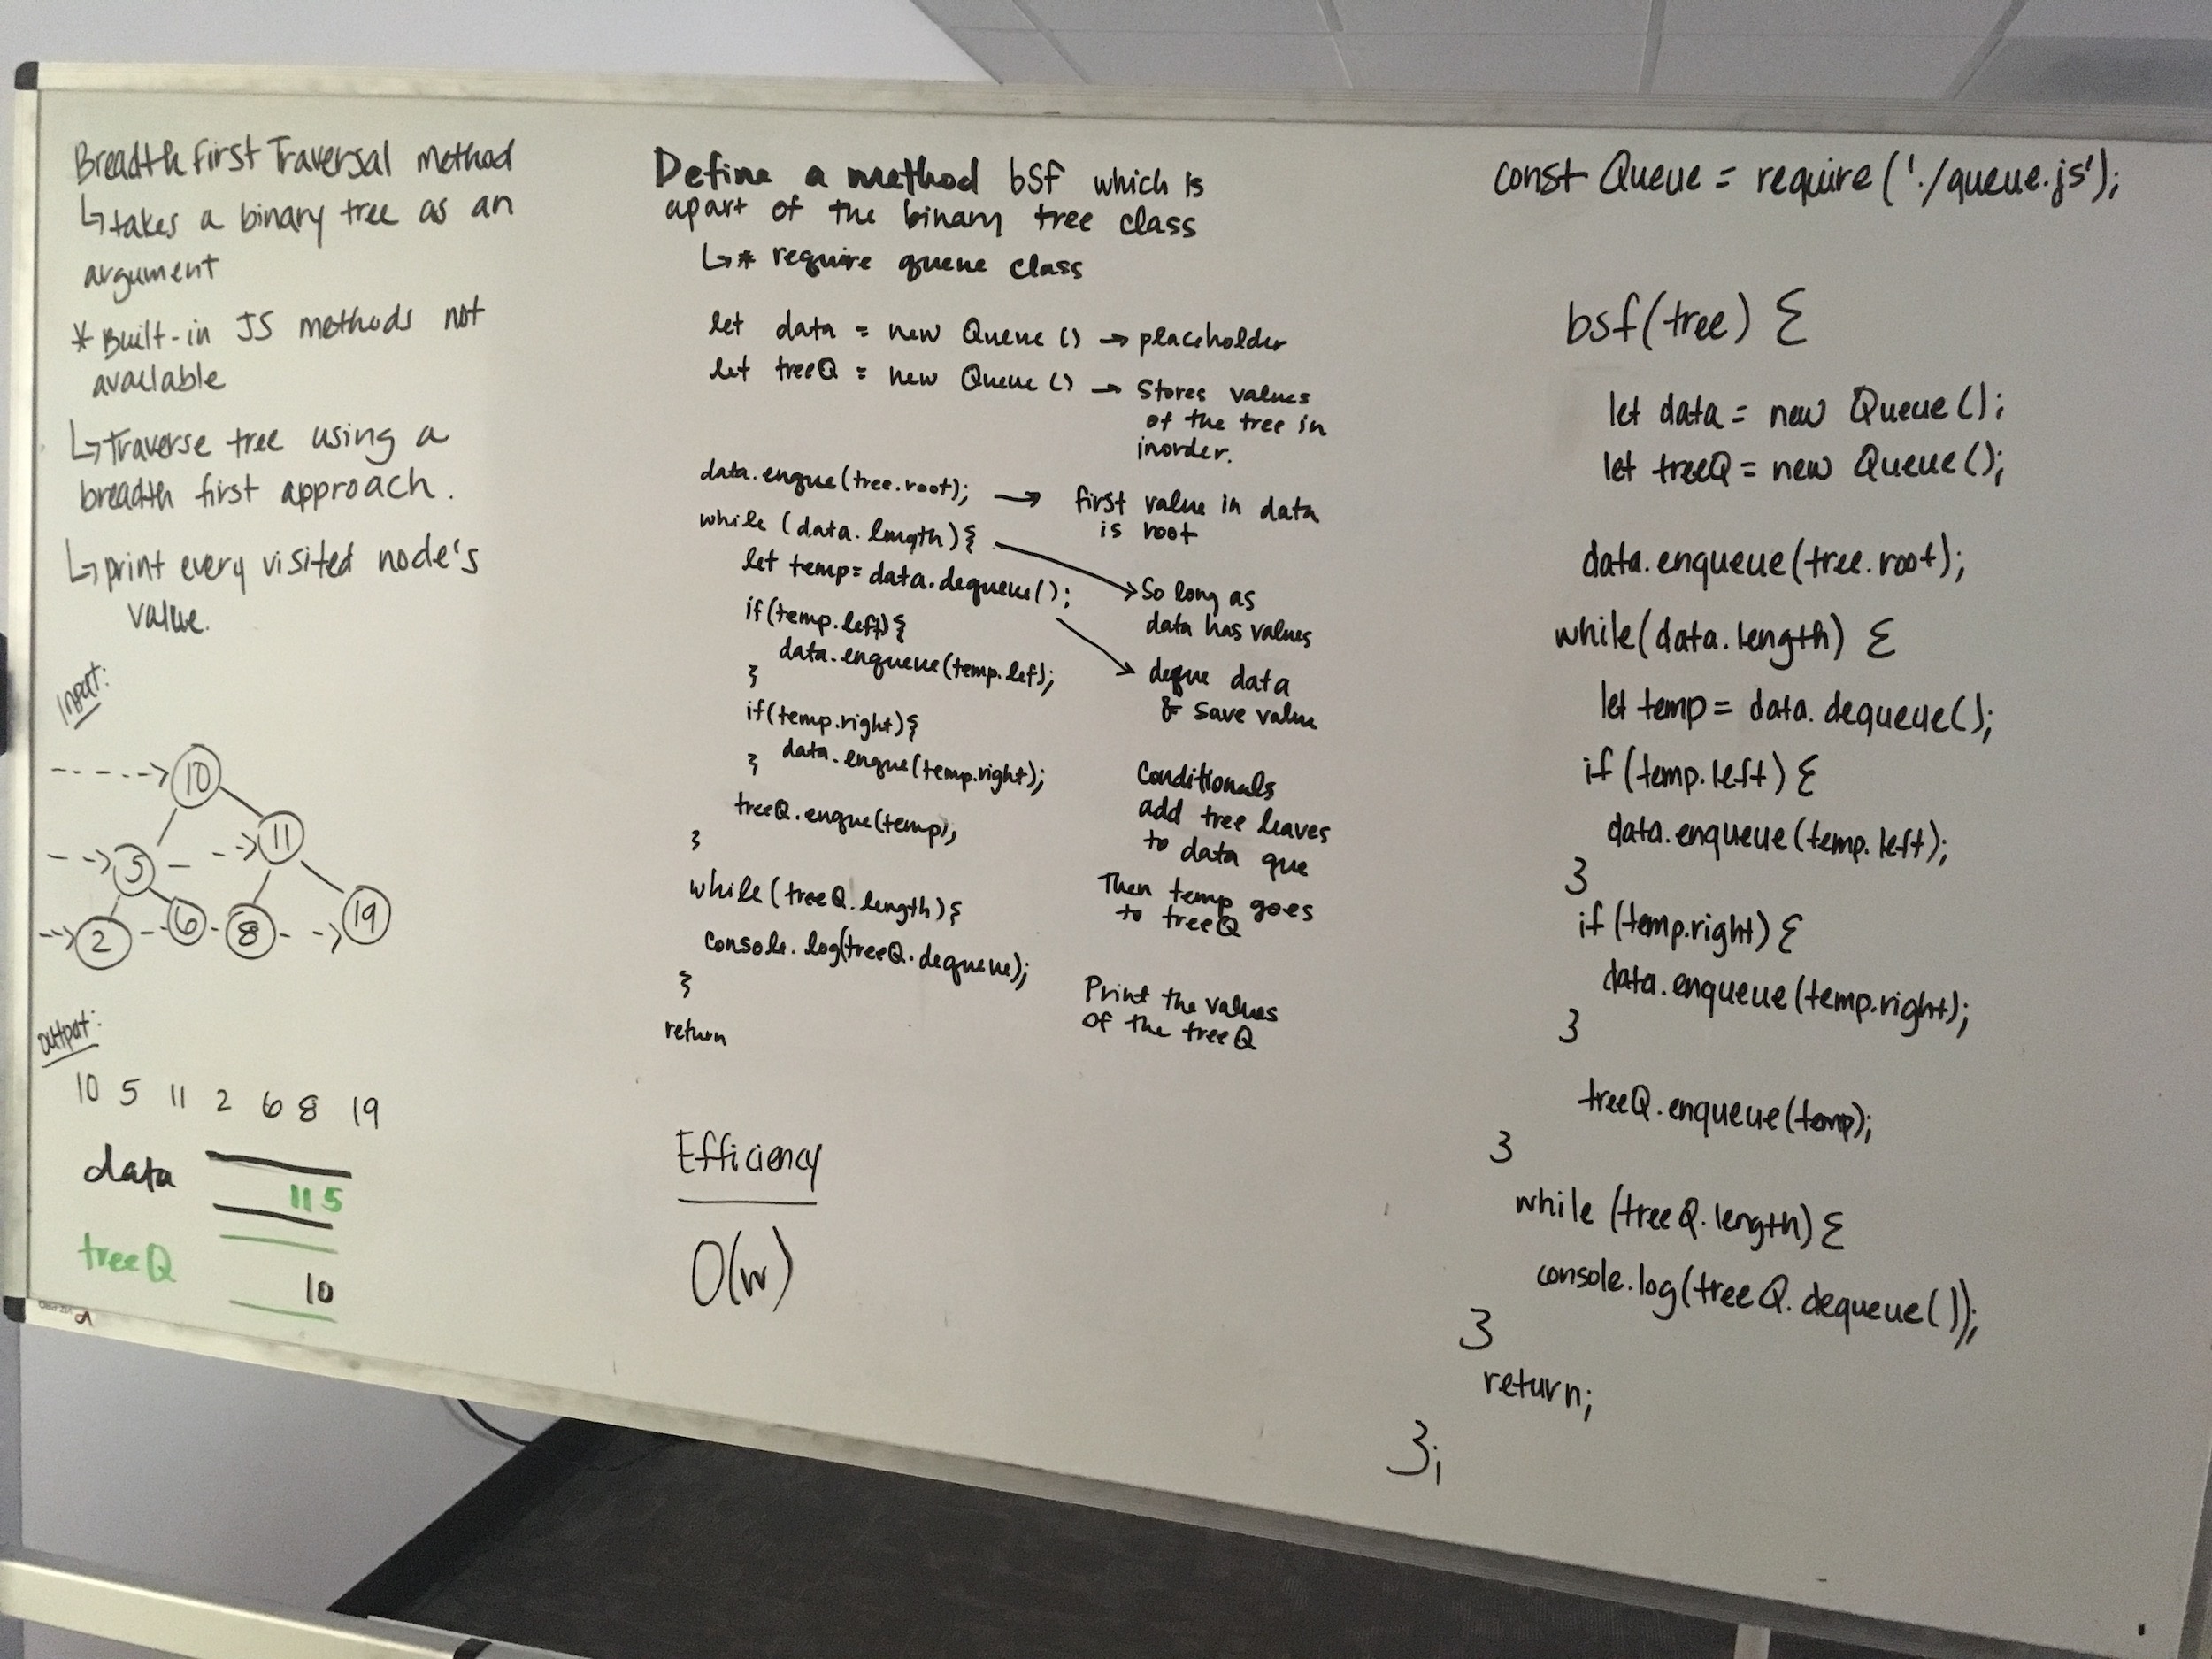 Breadth First Traversal method
↳ takes a binary tree as an
argument
* Built-in JS methods not
available
↳ Traverse tree using a
breadth first approach.
↳ print every visited node's
value.
Input:
10
11
5
2
6
8
19
output:
10 5 11 2 6 8 19
data
11 5
treeQ
10
Define a method bsf which is
apart of the binary tree class
↳ * require queue class
let data = new Queue () → placeholder
let treeQ = new Queue () → Stores values
of the tree in
inorder.
data.enque(tree.root); → first value in data
is root
while (data.length) {
let temp = data.dequeue();
→ So long as
data has values
if(temp.left) {
data.enqueue(temp.left);
}
→ deque data
& save value
if(temp.right) {
data.enque(temp.right);
}
Conditionals
add tree leaves
to data que
treeQ.enque(temp);
}
Then temp goes
to treeQ
while (treeQ.length) {
console.log(treeQ.dequeue);
}
Print the values
of the treeQ
return
Efficiency
const Queue = require('./queue.js');
bsf(tree) {
let data = new Queue();
let treeQ = new Queue();
data.enqueue(tree.root);
while(data.length) {
let temp = data.dequeue();
if (temp.left) {
data.enqueue(temp.left);
}
if (temp.right) {
data.enqueue(temp.right);
}
treeQ.enqueue(temp);
}
while (treeQ.length) {
console.log(treeQ.dequeue());
}
return;
};